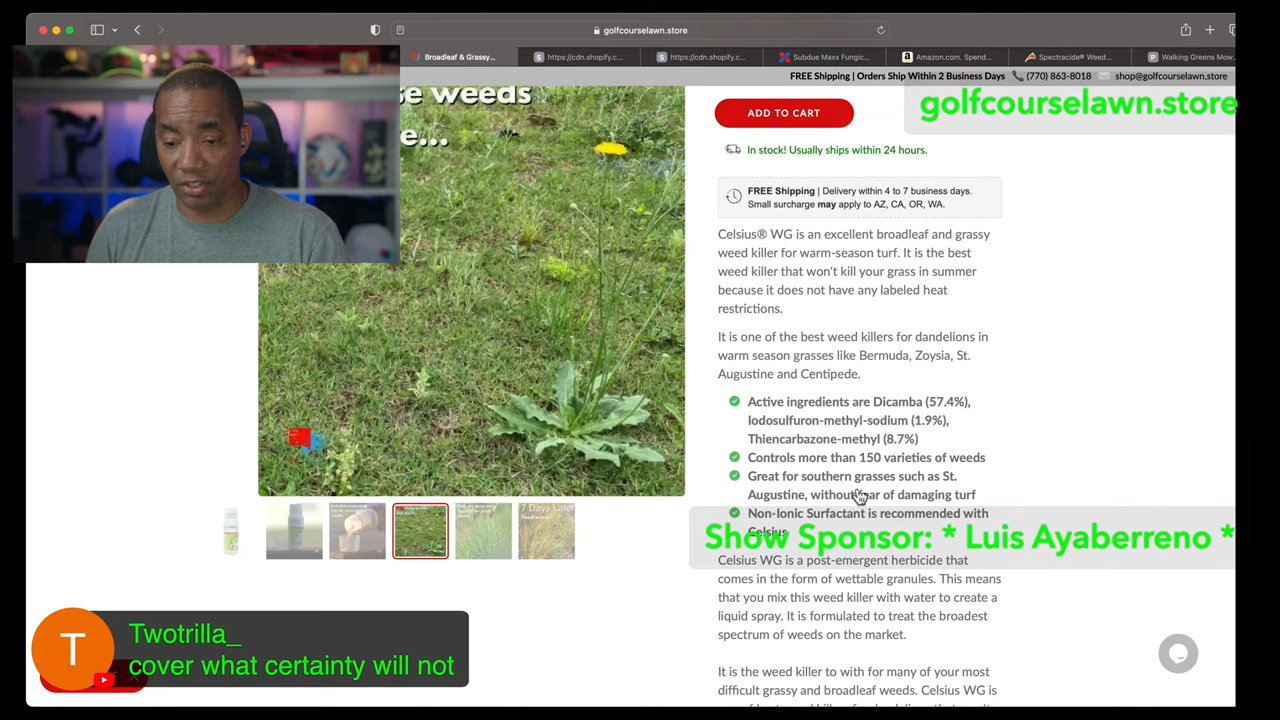 golfcourselawn.store
Broadleaf & Grassy...
https://cdn.shopify.c...
https://cdn.shopify.c...
Subdue Maxx Fungic...
Amazon.com. Spend...
Spectracide® Weed...
Walking Greens Mow...
FREE Shipping | Orders Ship Within 2 Business Days
(770) 863-8018
shop@golfcourselawn.store
golfcourselawn.store
weeds
e...
ADD TO CART
In stock! Usually ships within 24 hours.
FREE Shipping | Delivery within 4 to 7 business days.
Small surcharge may apply to AZ, CA, OR, WA.
Celsius® WG is an excellent broadleaf and grassy
weed killer for warm-season turf. It is the best
weed killer that won't kill your grass in summer
because it does not have any labeled heat
restrictions.
It is one of the best weed killers for dandelions in
warm season grasses like Bermuda, Zoysia, St.
Augustine and Centipede.
Active ingredients are Dicamba (57.4%),
Iodosulfuron-methyl-sodium (1.9%),
Thiencarbazone-methyl (8.7%)
Controls more than 150 varieties of weeds
Great for southern grasses such as St.
Augustine, without fear of damaging turf
Non-Ionic Surfactant is recommended with
Celsius
Show Sponsor: * Luis Ayaberreno *
Celsius WG is a post-emergent herbicide that
comes in the form of wettable granules. This means
that you mix this weed killer with water to create a
liquid spray. It is formulated to treat the broadest
spectrum of weeds on the market.
It is the weed killer to with for many of your most
difficult grassy and broadleaf weeds. Celsius WG is
7 Days Later
T
Twotrilla_
cover what certainty will not